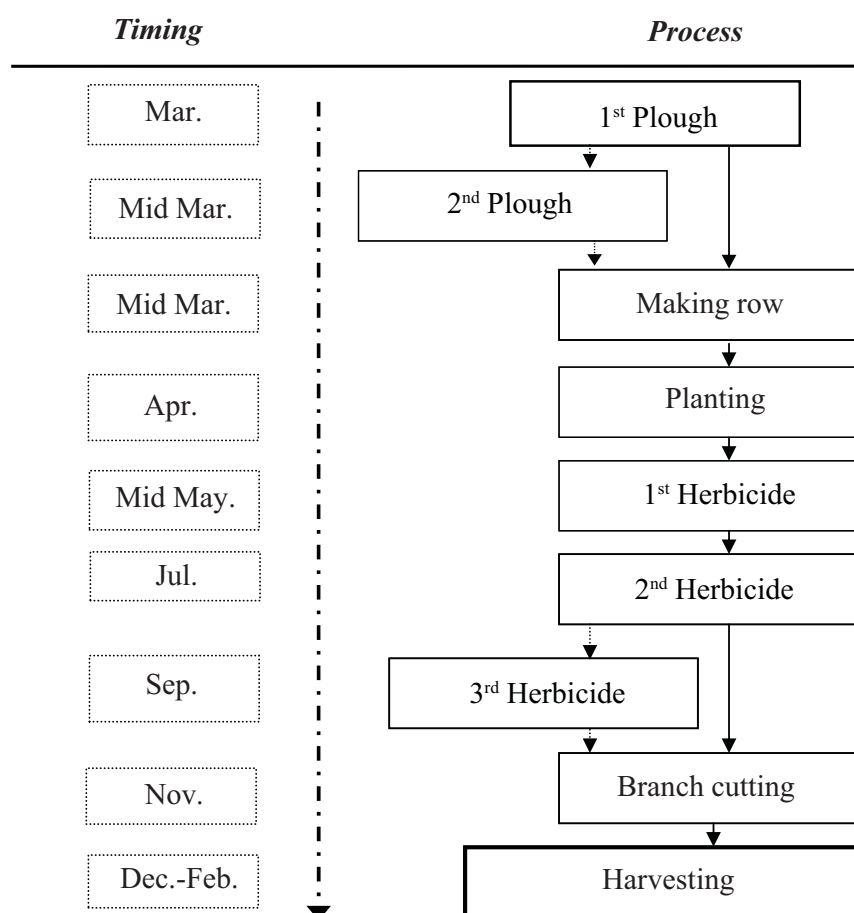 Timing Process
Mar. 1st Plough
Mid Mar. 2nd Plough
Mid Mar. Making row
Apr. Planting
Mid May. 1st Herbicide
Jul. 2nd Herbicide
Sep. 3rd Herbicide
Nov. Branch cutting
Dec.-Feb. Harvesting